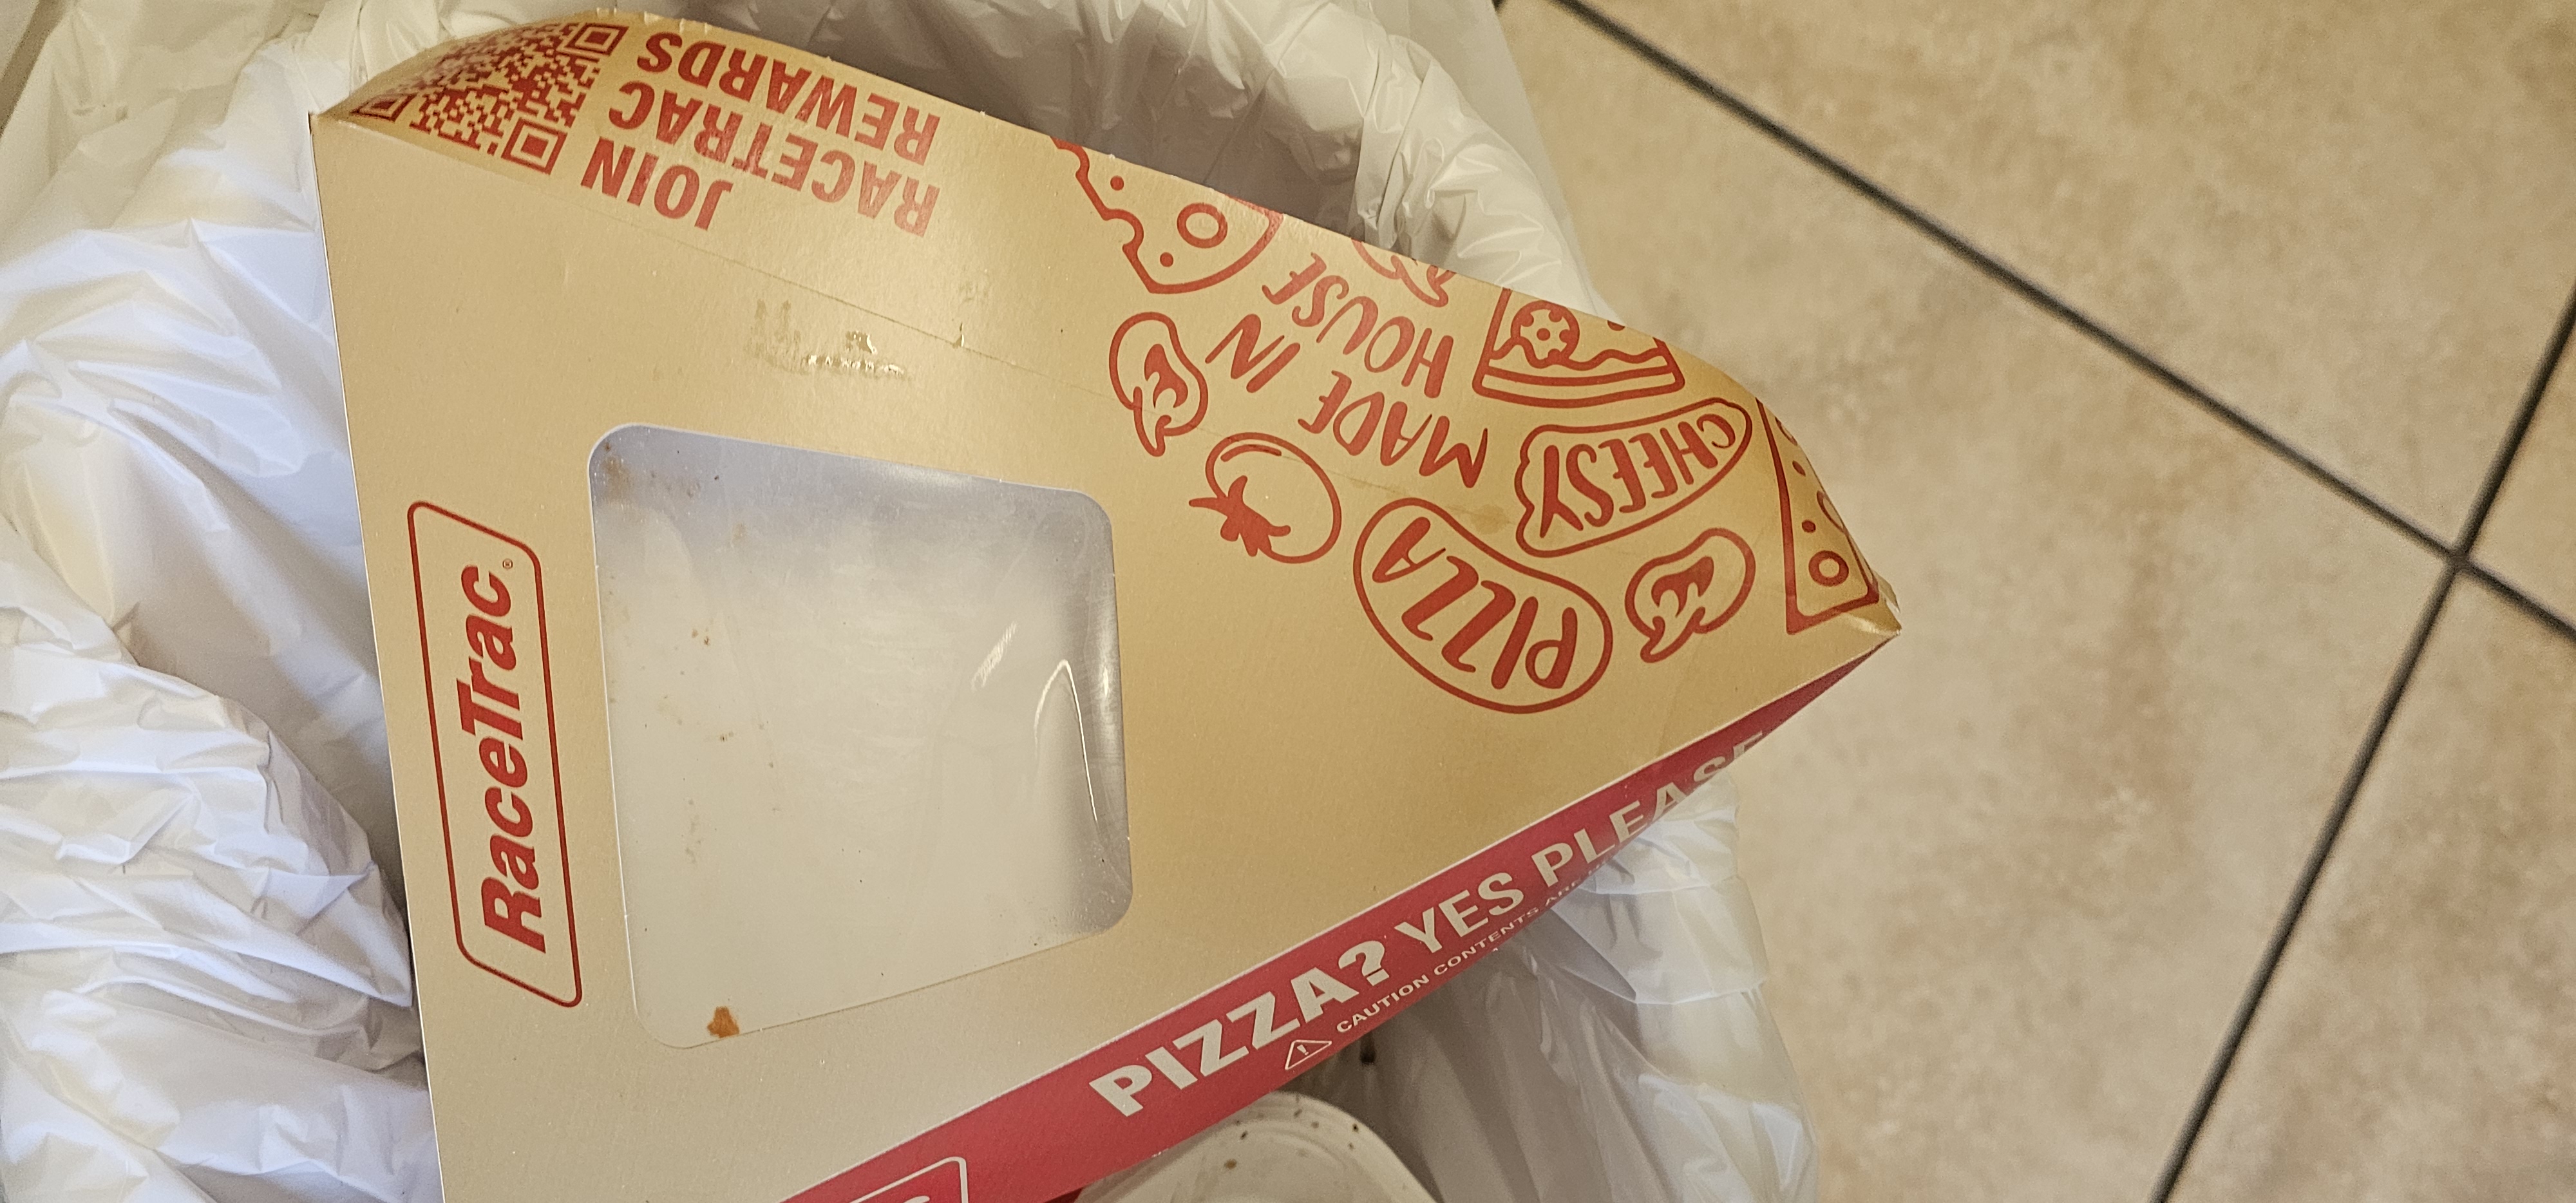 JOIN
RACETRAC
REWARDS
MADE IN
HOUSE
CHEESY
PIZZA
RaceTrac®
PIZZA? YES PLEASE
CAUTION CONTENTS